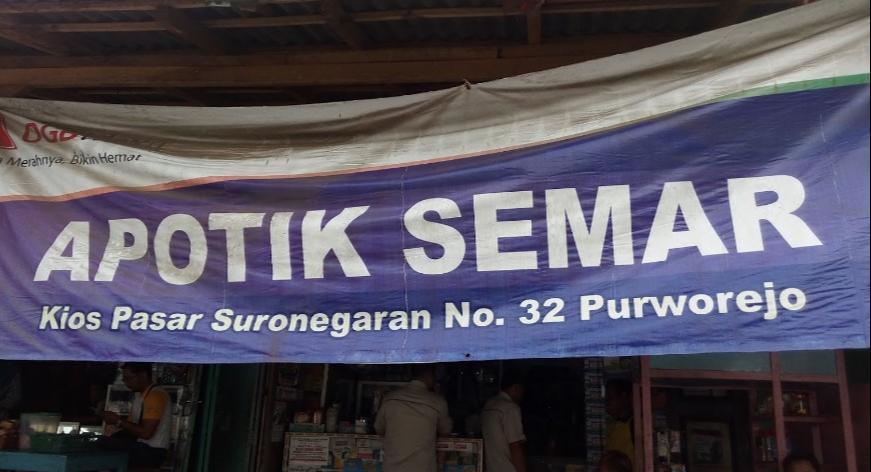 Merahnya, Bikin Hemat
APOTIK SEMAR
Kios Pasar Suronegaran No. 32 Purworejo